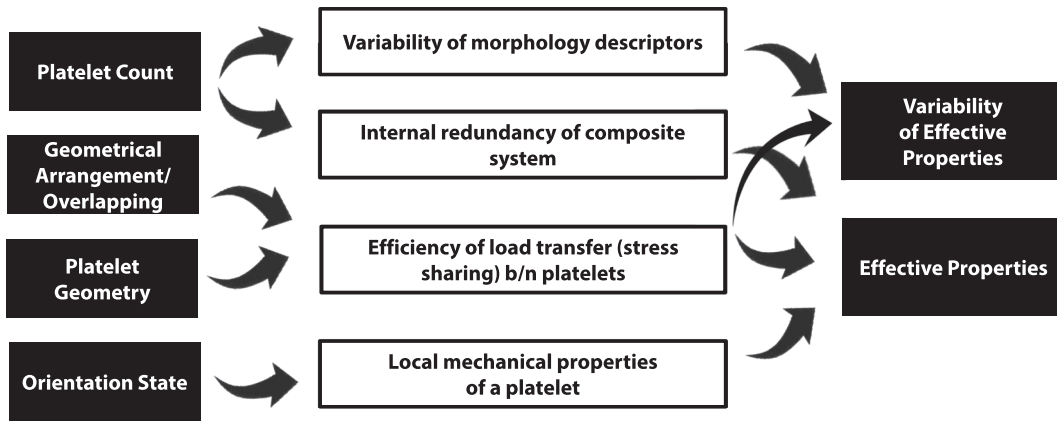 Platelet Count
Geometrical
Arrangement/
Overlapping
Platelet
Geometry
Orientation State
Variability of morphology descriptors
Internal redundancy of composite
system
Efficiency of load transfer (stress
sharing) b/n platelets
Local mechanical properties
of a platelet
Variability
of Effective
Properties
Effective Properties